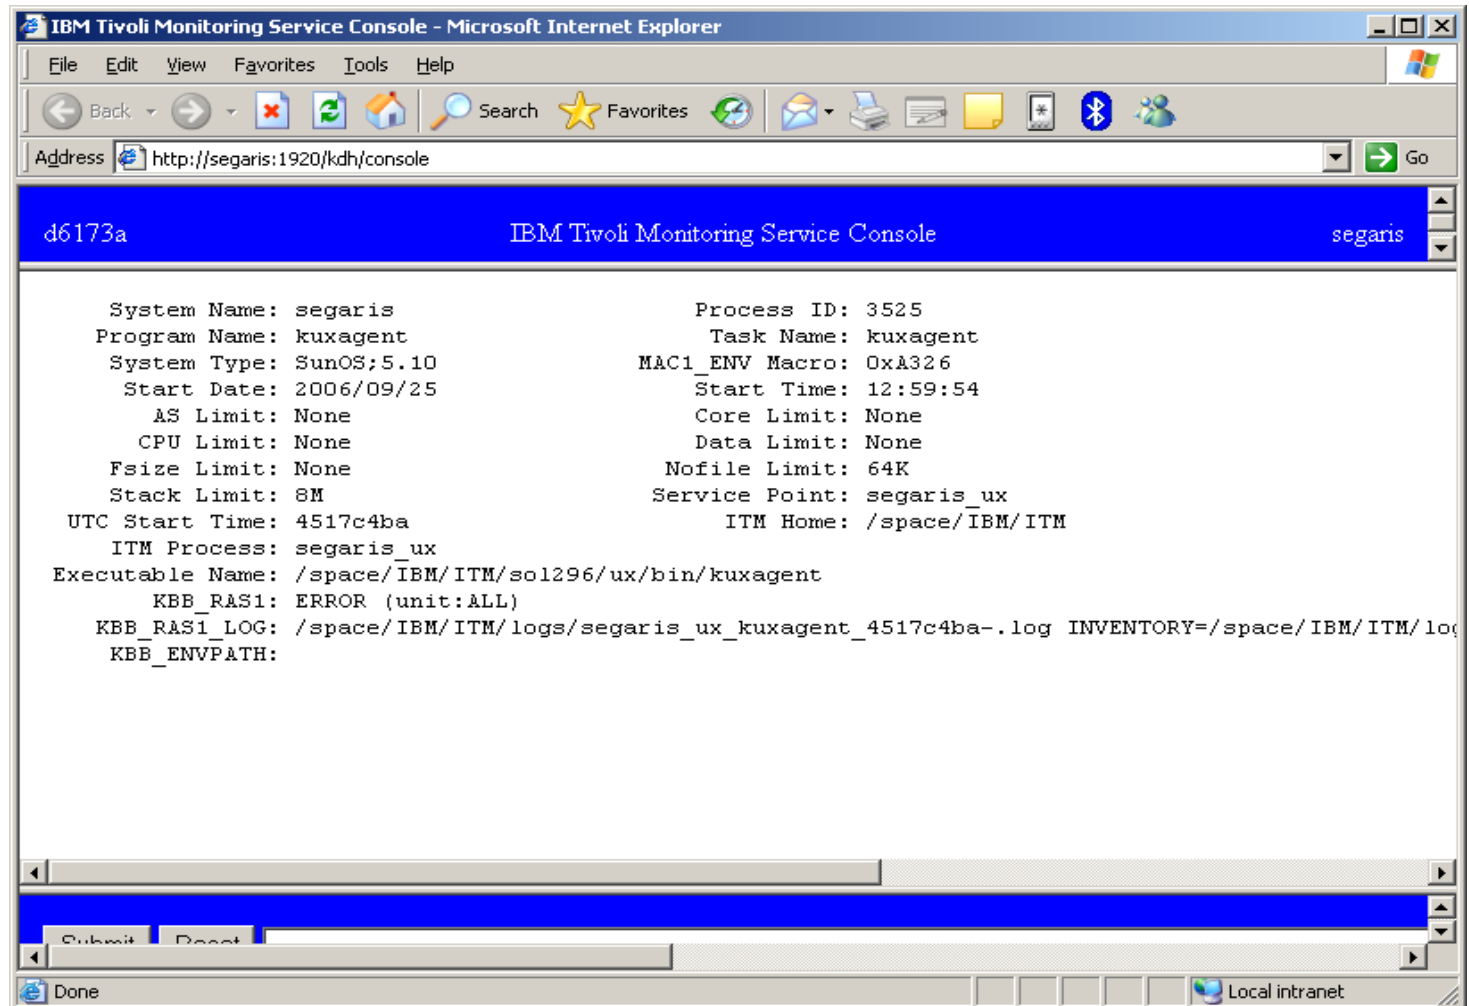 IBM Tivoli Monitoring Service Console - Microsoft Internet Explorer
File Edit View Favorites Tools Help
Back Search Favorites
Address http://segaris:1920/kdh/console Go
d6173a IBM Tivoli Monitoring Service Console segaris
System Name: segaris Process ID: 3525
Program Name: kuxagent Task Name: kuxagent
System Type: SunOS;5.10 MAC1_ENV Macro: 0xA326
Start Date: 2006/09/25 Start Time: 12:59:54
AS Limit: None Core Limit: None
CPU Limit: None Data Limit: None
Fsize Limit: None Nofile Limit: 64K
Stack Limit: 8M Service Point: segaris_ux
UTC Start Time: 4517c4ba ITM Home: /space/IBM/ITM
ITM Process: segaris_ux
Executable Name: /space/IBM/ITM/sol296/ux/bin/kuxagent
KBB_RAS1: ERROR (unit:ALL)
KBB_RAS1_LOG: /space/IBM/ITM/logs/segaris_ux_kuxagent_4517c4ba-.log INVENTORY=/space/IBM/ITM/log
KBB_ENVPATH:
Submit Reset
Done Local intranet